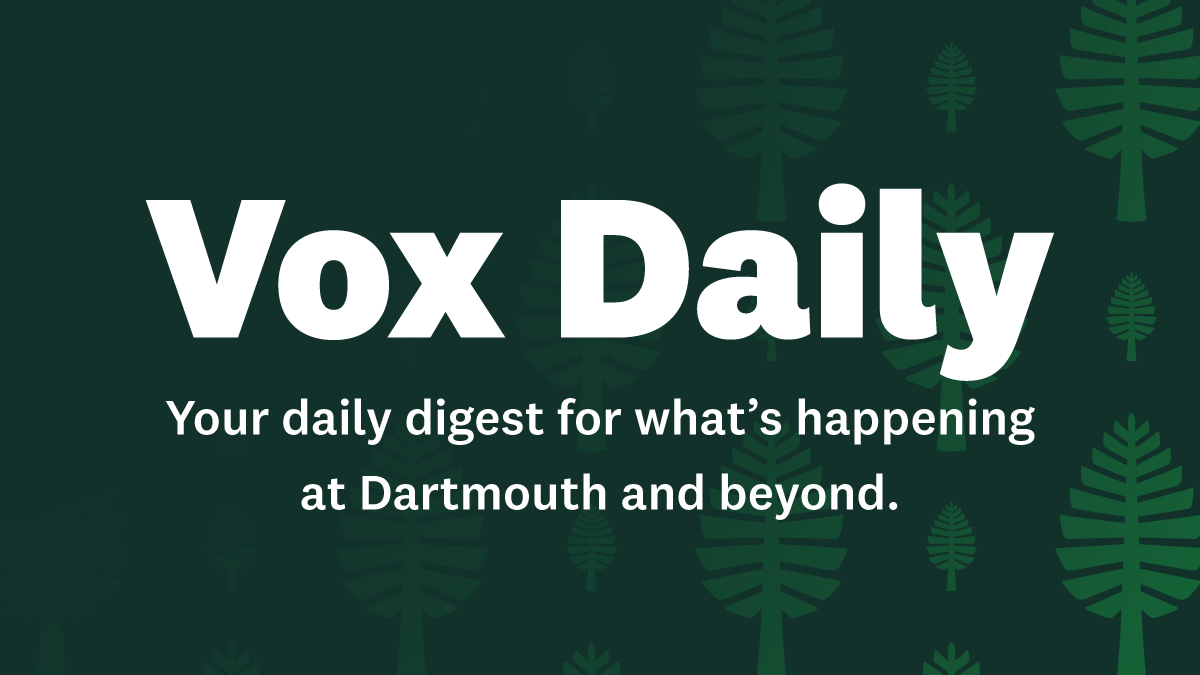 Vox Daily
Your daily digest for what’s happening
at Dartmouth and beyond.